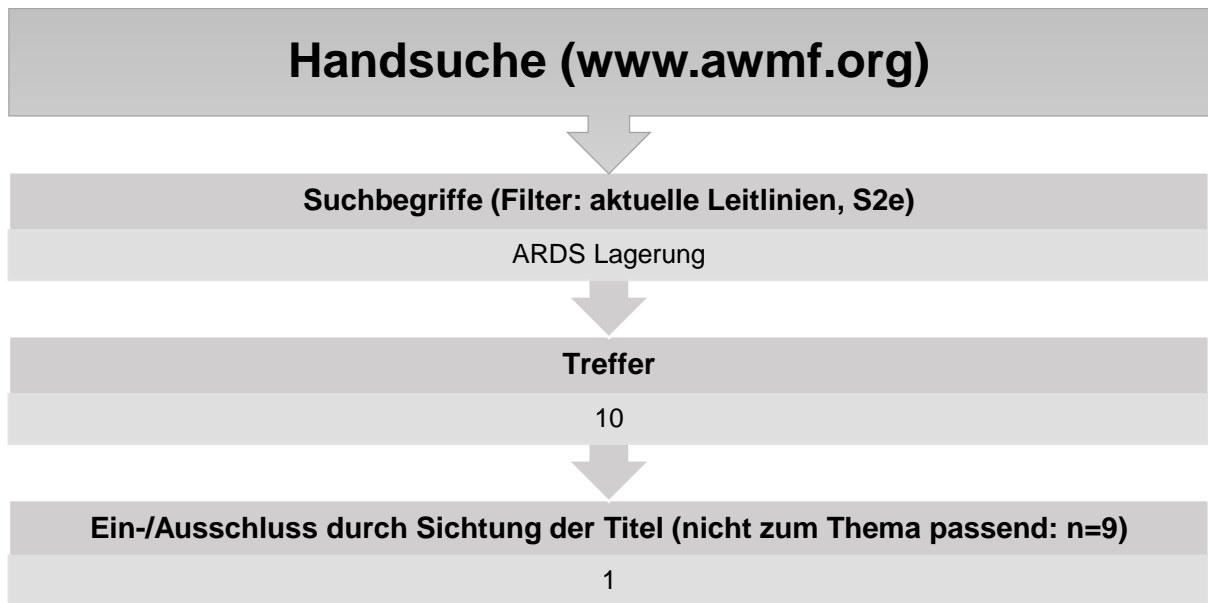 Handsuche (www.awmf.org)
Suchbegriffe (Filter: aktuelle Leitlinien, S2e)
ARDS Lagerung
Treffer
10
Ein-/Ausschluss durch Sichtung der Titel (nicht zum Thema passend: n=9)
1